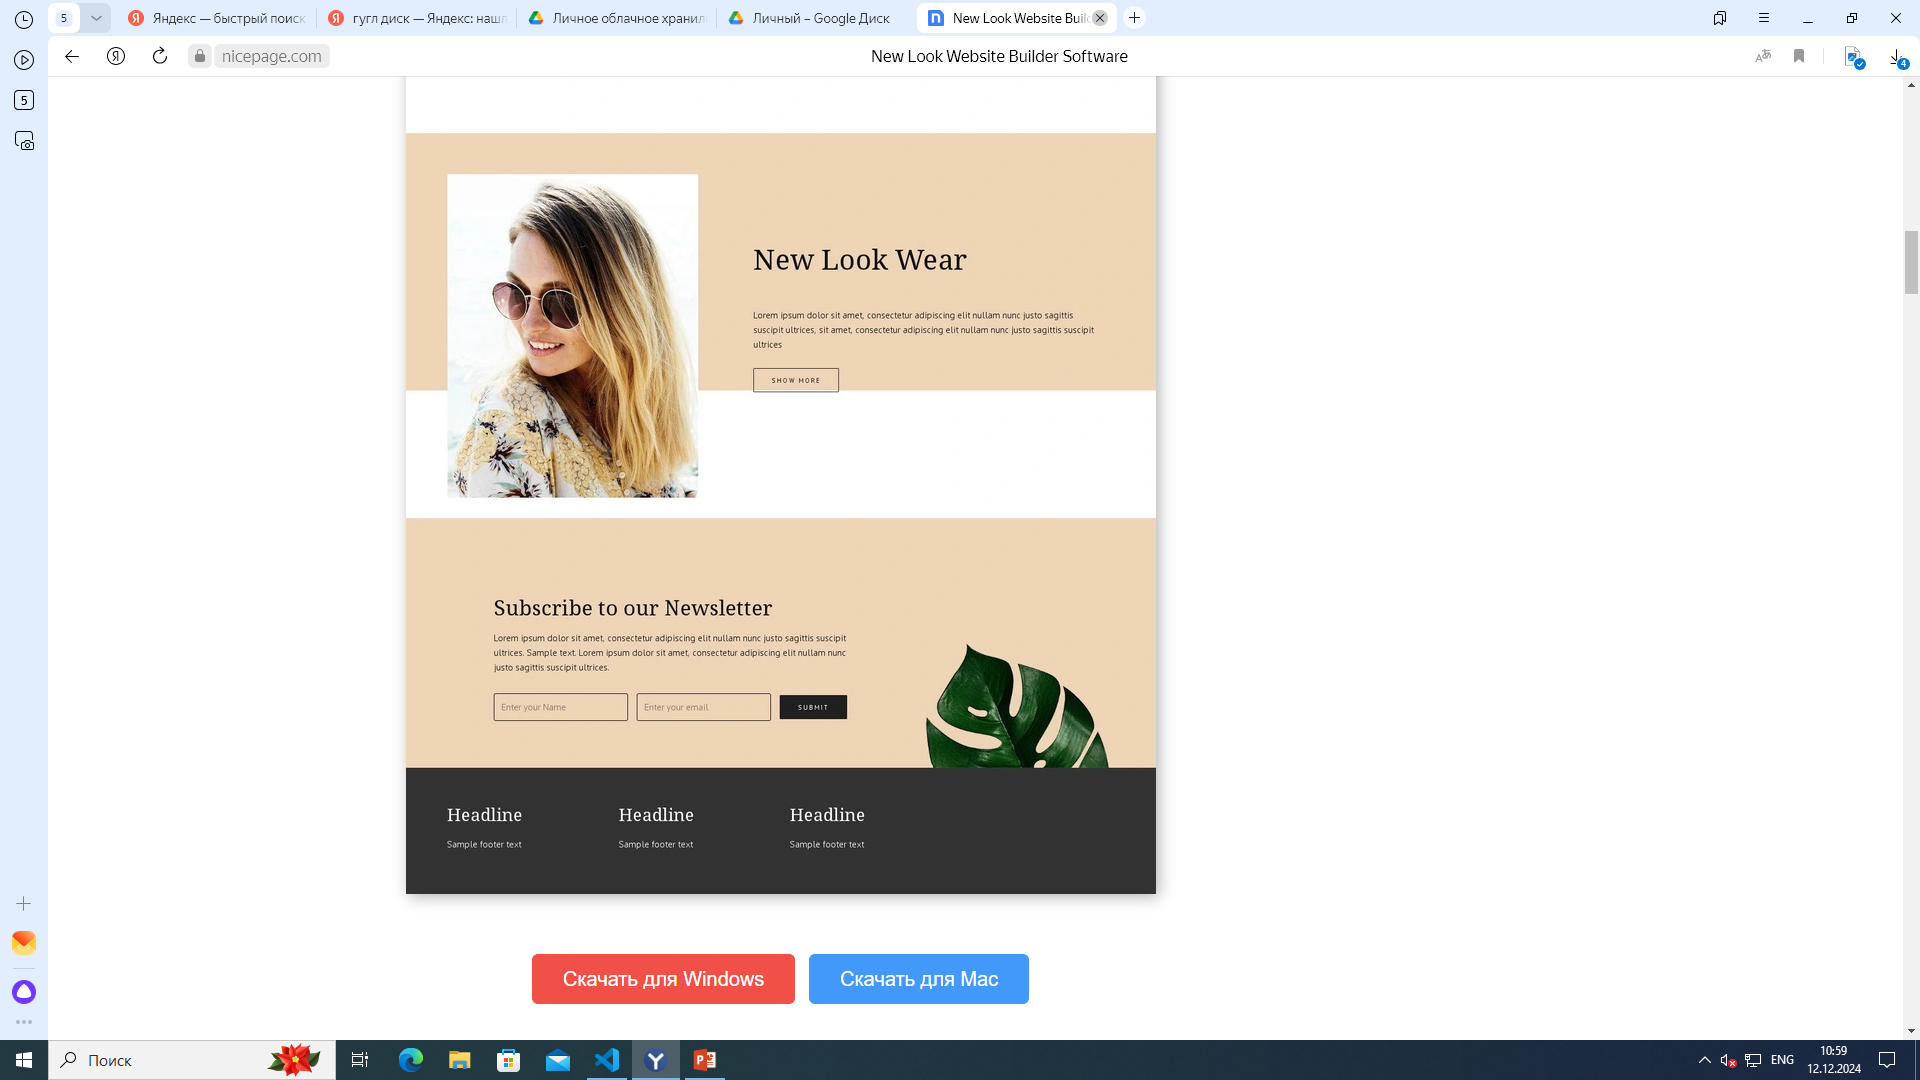 5
Яндекс — быстрый поиск
гугл диск — Яндекс: нашл
Личное облачное хранил
Личный – Google Диск
New Look Website Buil
nicepage.com
New Look Website Builder Software
4
5
New Look Wear
Lorem ipsum dolor sit amet, consectetur adipiscing elit nullam nunc justo sagittis
suscipit ultrices, sit amet, consectetur adipiscing elit nullam nunc justo sagittis suscipit
ultrices
SHOW MORE
Subscribe to our Newsletter
Lorem ipsum dolor sit amet, consectetur adipiscing elit nullam nunc justo sagittis suscipit
ultrices. Sample text. Lorem ipsum dolor sit amet, consectetur adipiscing elit nullam nunc
justo sagittis suscipit ultrices.
Enter your Name
Enter your email
SUBMIT
Headline
Headline
Headline
Sample footer text
Sample footer text
Sample footer text
Скачать для Windows
Скачать для Mac
Поиск
ENG
10:59
12.12.2024